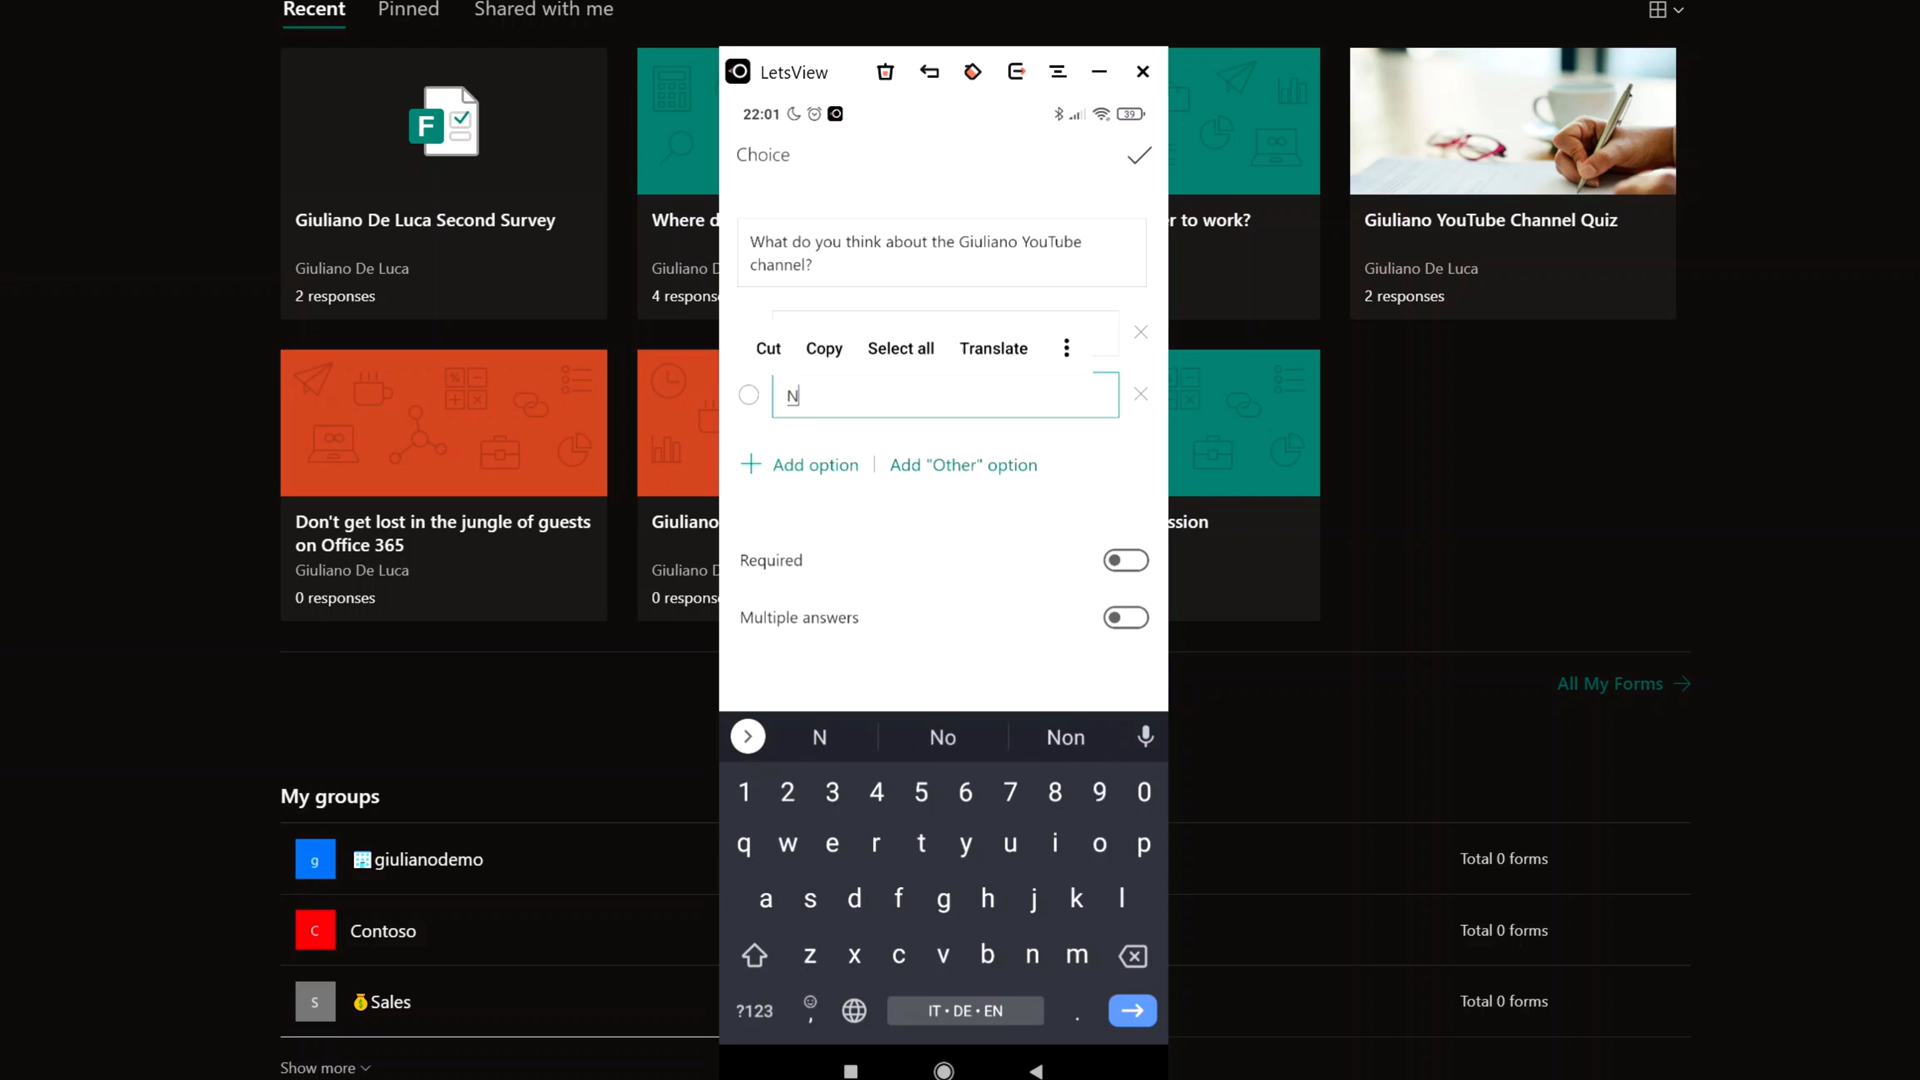 Recent Pinned Shared with me
Giuliano De Luca Second Survey
Giuliano De Luca
2 responses
Where d
Giuliano D
4 response
r to work?
Giuliano YouTube Channel Quiz
Giuliano De Luca
2 responses
Don't get lost in the jungle of guests
on Office 365
Giuliano De Luca
0 responses
Giuliano
Giuliano D
0 response
ssion
All My Forms
My groups
g giulianodemo Total 0 forms
C Contoso Total 0 forms
S Sales Total 0 forms
Show more
LetsView
22:01 39
Choice
What do you think about the Giuliano YouTube
channel?
Cut Copy Select all Translate
N
Add option Add "Other" option
Required
Multiple answers
N No Non
1 2 3 4 5 6 7 8 9 0
q w e r t y u i o p
a s d f g h j k l
z x c v b n m
?123 , IT • DE • EN .
F